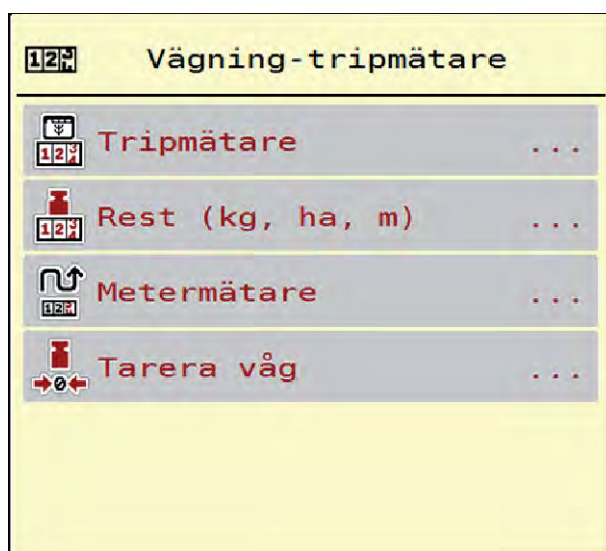 Vägning-tripmätare
Tripmätare ...
Rest (kg, ha, m) ...
Metermätare ...
Tarera våg ...